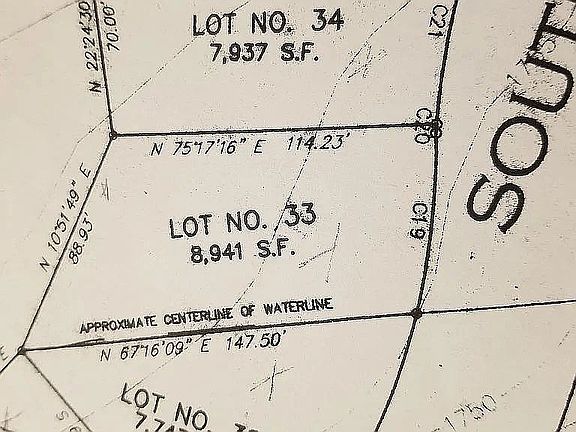 LOT NO. 34
7,937 S.F.
C21
N 22°24'30
70.00'
SOUT
N 75°17'16" E 114.23'
N 10°51'49" E
88.93'
LOT NO. 33
8,941 S.F.
C19
APPROXIMATE CENTERLINE OF WATERLINE
N 67°16'09" E 147.50'
E
LOT NO.
1750